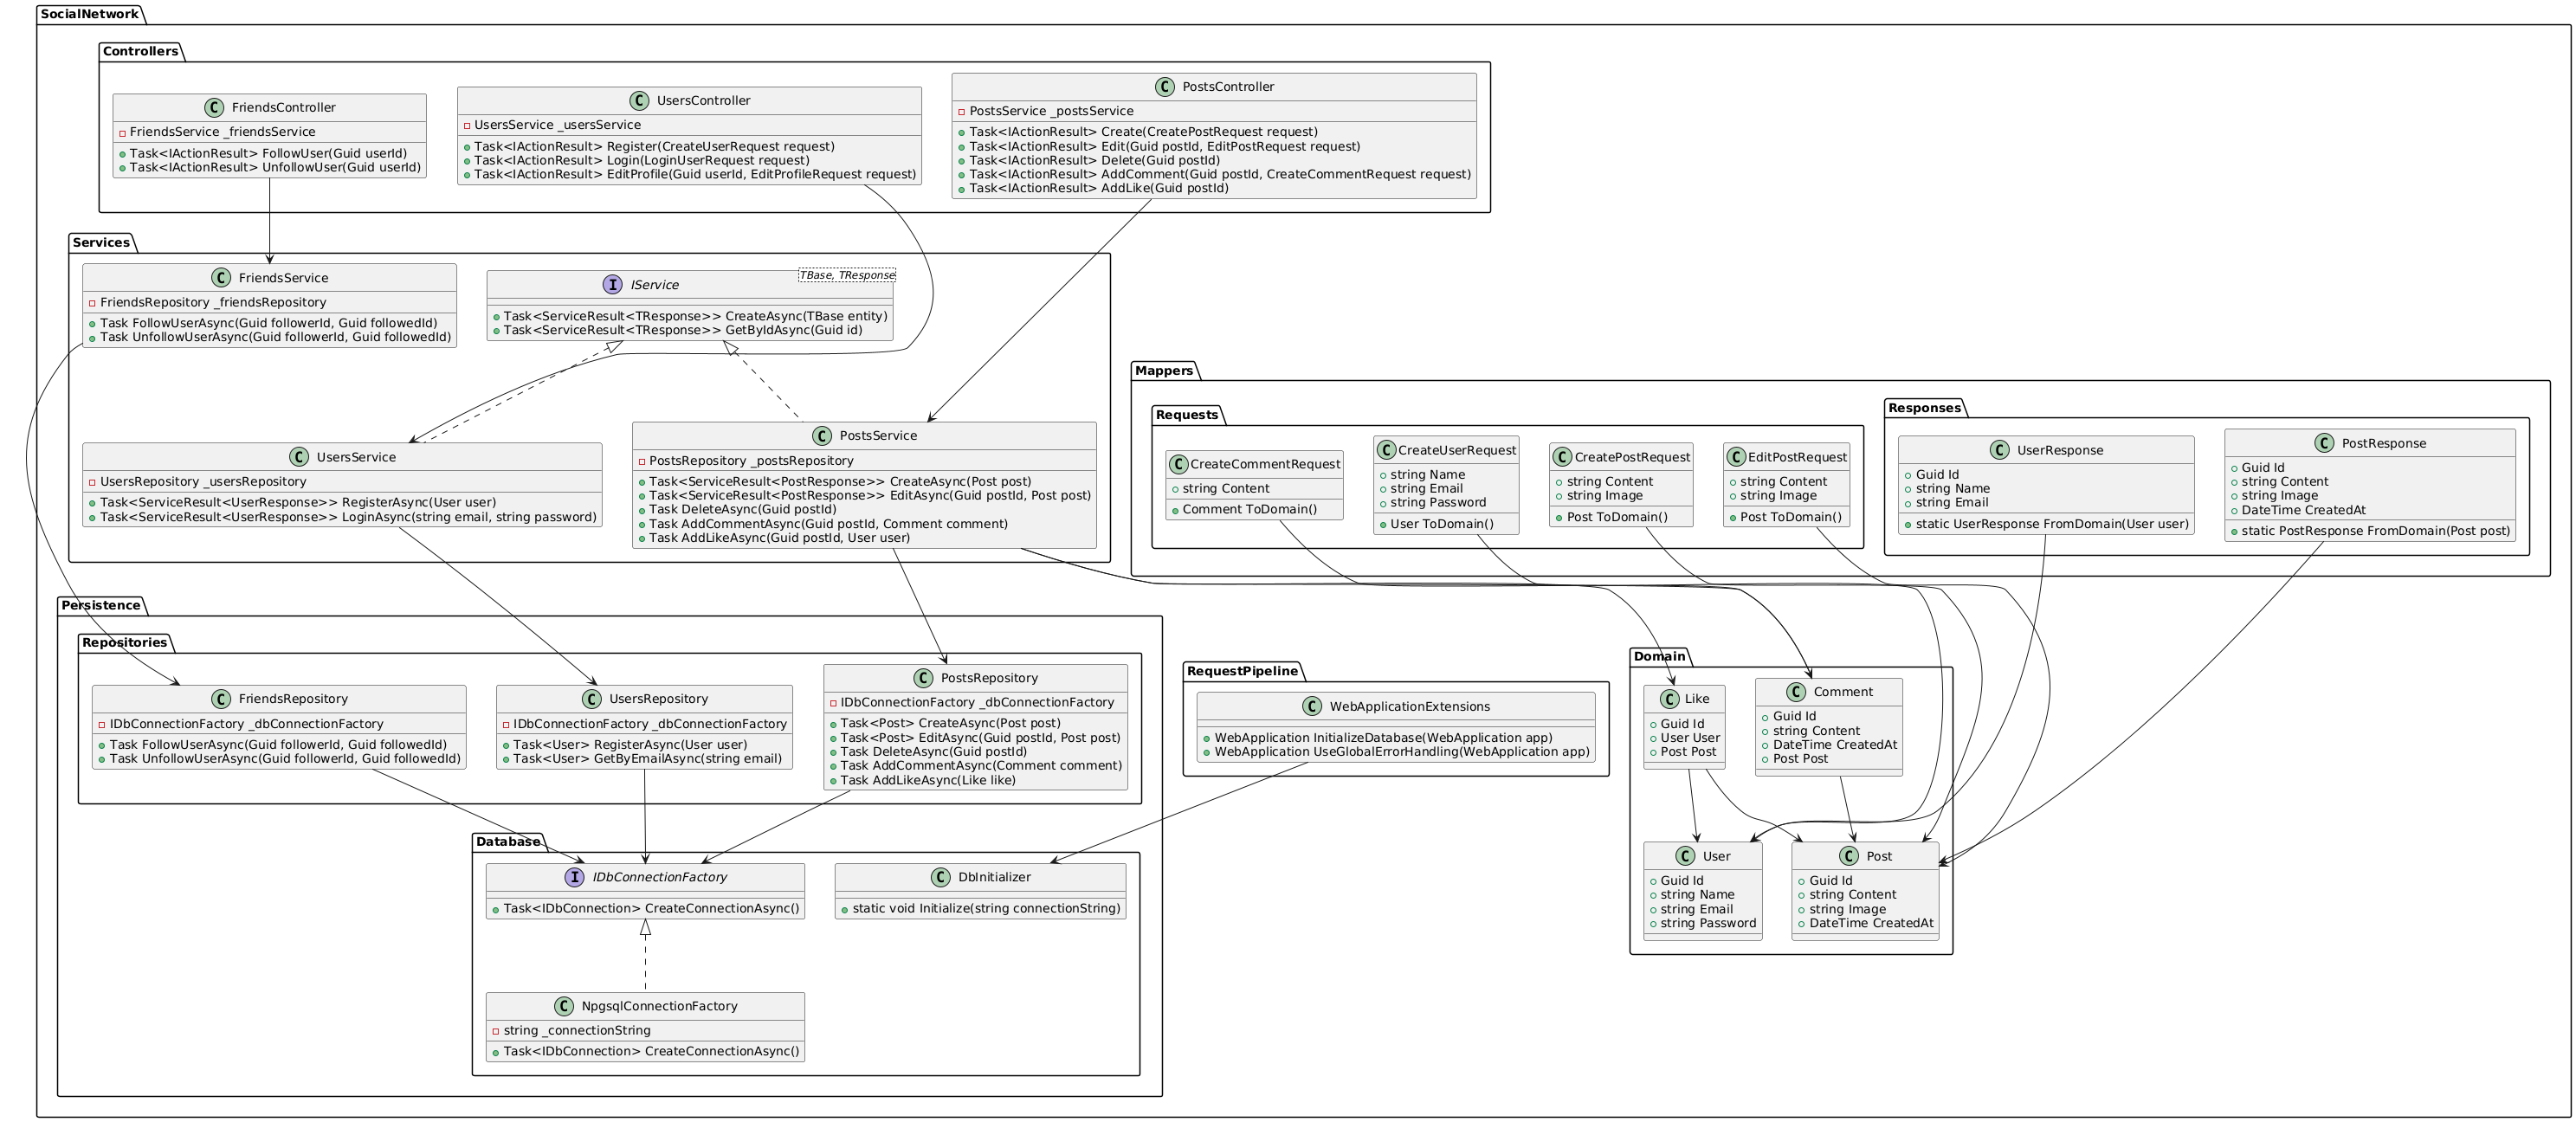 SocialNetwork
Controllers
C FriendsController
FriendsService _friendsService
Task<IActionResult> FollowUser(Guid userId)
Task<IActionResult> UnfollowUser(Guid userId)
C UsersController
UsersService _usersService
Task<IActionResult> Register(CreateUserRequest request)
Task<IActionResult> Login(LoginUserRequest request)
Task<IActionResult> EditProfile(Guid userId, EditProfileRequest request)
C PostsController
PostsService _postsService
Task<IActionResult> Create(CreatePostRequest request)
Task<IActionResult> Edit(Guid postId, EditPostRequest request)
Task<IActionResult> Delete(Guid postId)
Task<IActionResult> AddComment(Guid postId, CreateCommentRequest request)
Task<IActionResult> AddLike(Guid postId)
Services
C FriendsService
FriendsRepository _friendsRepository
Task FollowUserAsync(Guid followerId, Guid followedId)
Task UnfollowUserAsync(Guid followerId, Guid followedId)
I IService
TBase, TResponse
Task<ServiceResult<TResponse>> CreateAsync(TBase entity)
Task<ServiceResult<TResponse>> GetByIdAsync(Guid id)
C UsersService
UsersRepository _usersRepository
Task<ServiceResult<UserResponse>> RegisterAsync(User user)
Task<ServiceResult<UserResponse>> LoginAsync(string email, string password)
C PostsService
PostsRepository _postsRepository
Task<ServiceResult<PostResponse>> CreateAsync(Post post)
Task<ServiceResult<PostResponse>> EditAsync(Guid postId, Post post)
Task DeleteAsync(Guid postId)
Task AddCommentAsync(Guid postId, Comment comment)
Task AddLikeAsync(Guid postId, User user)
Mappers
Requests
C CreateCommentRequest
string Content
Comment ToDomain()
C CreateUserRequest
string Name
string Email
string Password
User ToDomain()
C CreatePostRequest
string Content
string Image
Post ToDomain()
C EditPostRequest
string Content
string Image
Post ToDomain()
Responses
C UserResponse
Guid Id
string Name
string Email
static UserResponse FromDomain(User user)
C PostResponse
Guid Id
string Content
string Image
DateTime CreatedAt
static PostResponse FromDomain(Post post)
Persistence
Repositories
C FriendsRepository
IDbConnectionFactory _dbConnectionFactory
Task FollowUserAsync(Guid followerId, Guid followedId)
Task UnfollowUserAsync(Guid followerId, Guid followedId)
C UsersRepository
IDbConnectionFactory _dbConnectionFactory
Task<User> RegisterAsync(User user)
Task<User> GetByEmailAsync(string email)
C PostsRepository
IDbConnectionFactory _dbConnectionFactory
Task<Post> CreateAsync(Post post)
Task<Post> EditAsync(Guid postId, Post post)
Task DeleteAsync(Guid postId)
Task AddCommentAsync(Comment comment)
Task AddLikeAsync(Like like)
Database
I IDbConnectionFactory
Task<IDbConnection> CreateConnectionAsync()
C DbInitializer
static void Initialize(string connectionString)
C NpgsqlConnectionFactory
string _connectionString
Task<IDbConnection> CreateConnectionAsync()
RequestPipeline
C WebApplicationExtensions
WebApplication InitializeDatabase(WebApplication app)
WebApplication UseGlobalErrorHandling(WebApplication app)
Domain
C Like
Guid Id
User User
Post Post
C Comment
Guid Id
string Content
DateTime CreatedAt
Post Post
C User
Guid Id
string Name
string Email
string Password
C Post
Guid Id
string Content
string Image
DateTime CreatedAt